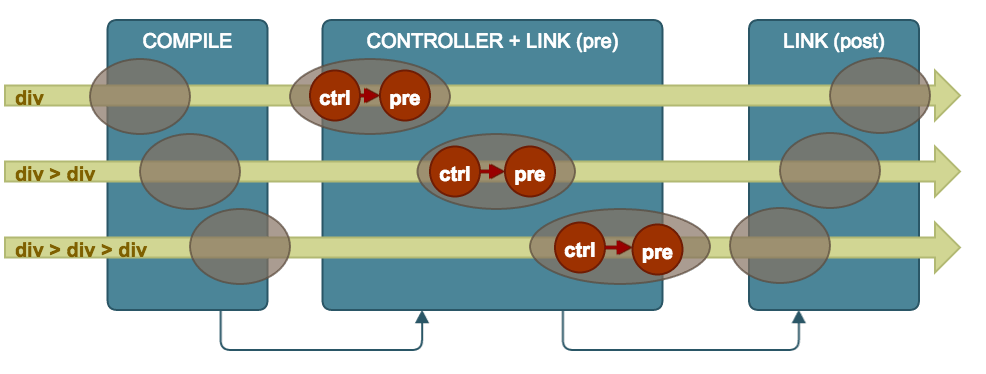 COMPILE
CONTROLLER + LINK (pre)
LINK (post)
div
ctrl
pre
div > div
ctrl
pre
div > div > div
ctrl
pre